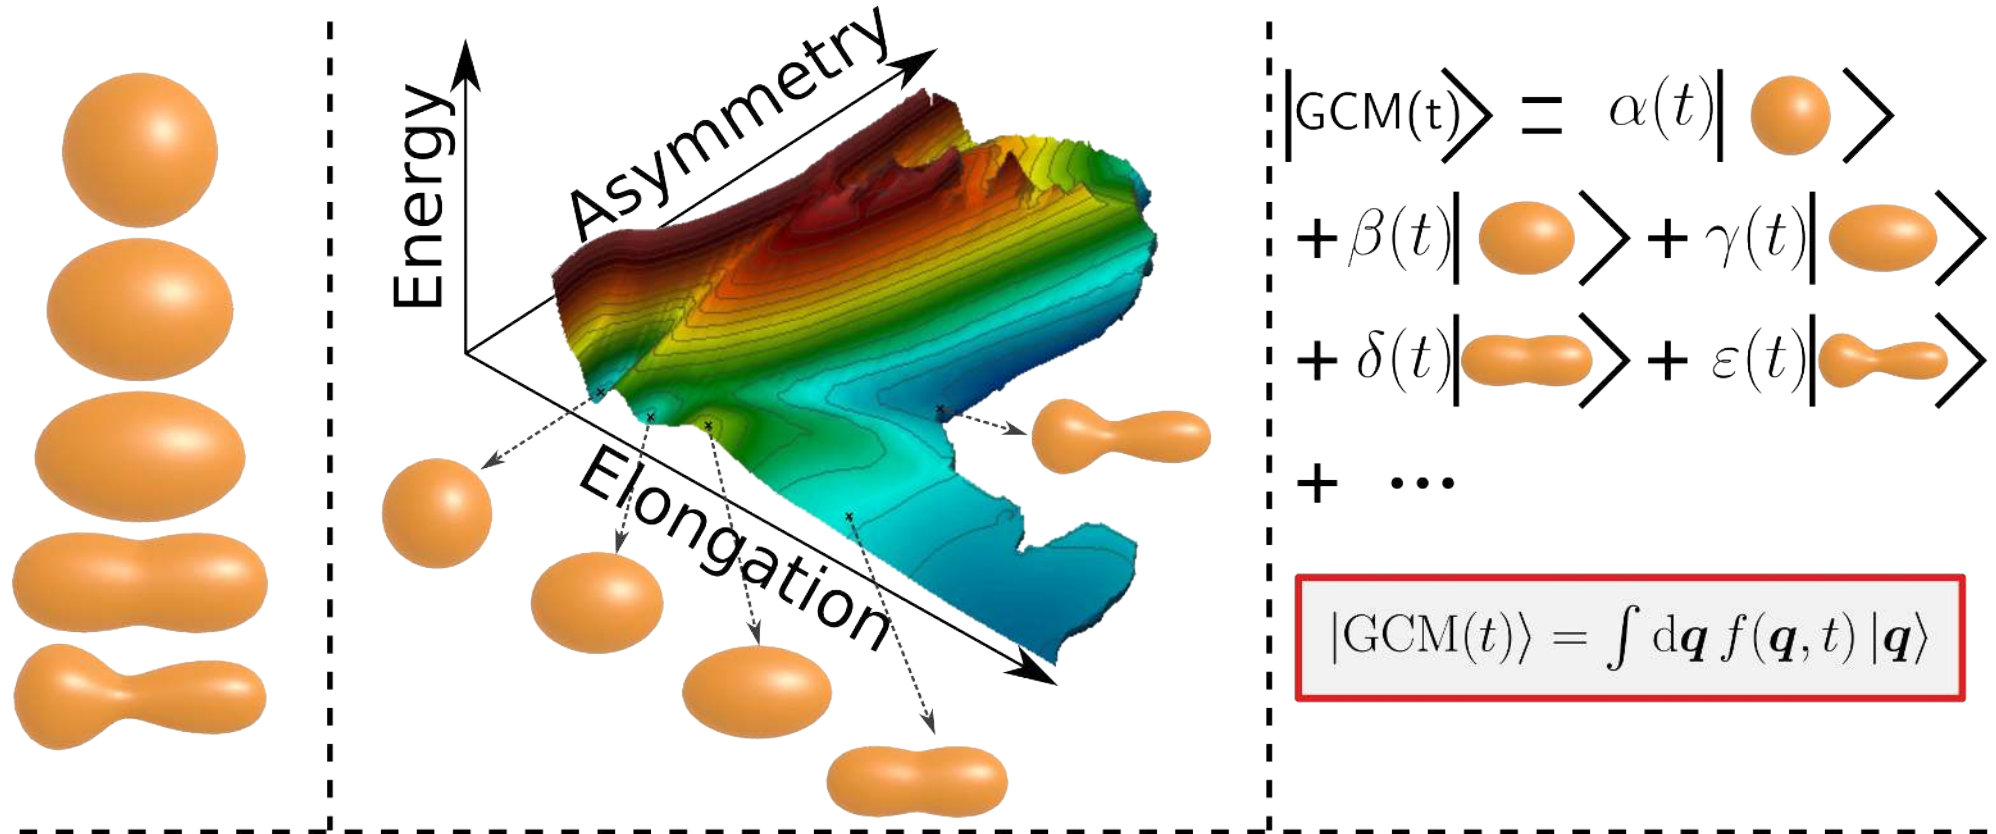 Energy
Asymmetry
Elongation
|GCM(t)⟩ = α(t)| ⟩
+ β(t)| ⟩ + γ(t)| ⟩
+ δ(t)| ⟩ + ε(t)| ⟩
+ ...
|GCM(t)⟩ = ∫ d𝒒 f(𝒒, t) |𝒒⟩